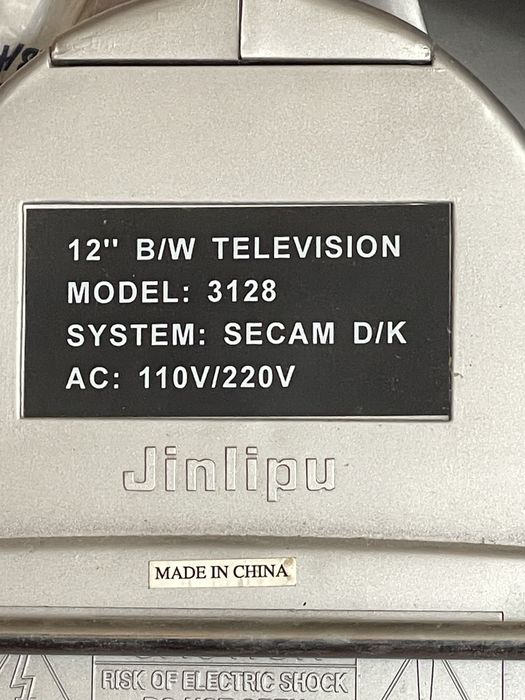 12" B/W TELEVISION
MODEL: 3128
SYSTEM: SECAM D/K
AC: 110V/220V
Jinlipu
MADE IN CHINA
RISK OF ELECTRIC SHOCK